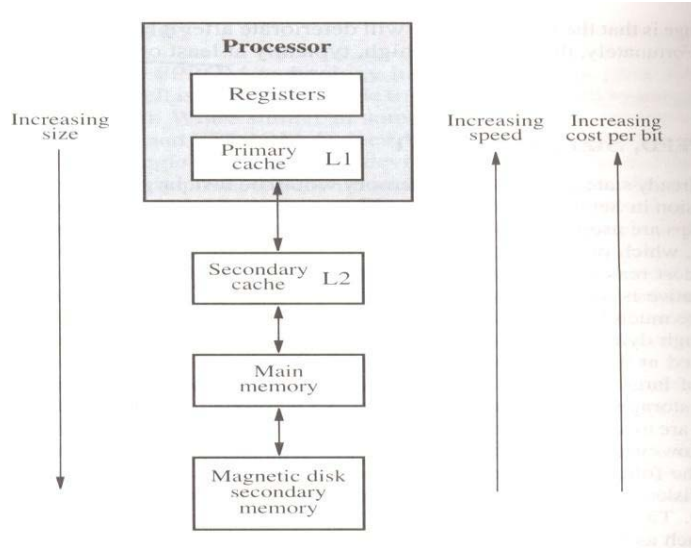 Processor
Registers
Increasing
size
Increasing
speed
Increasing
cost per bit
Primary
cache L1
Secondary
cache L2
Main
memory
Magnetic disk
secondary
memory